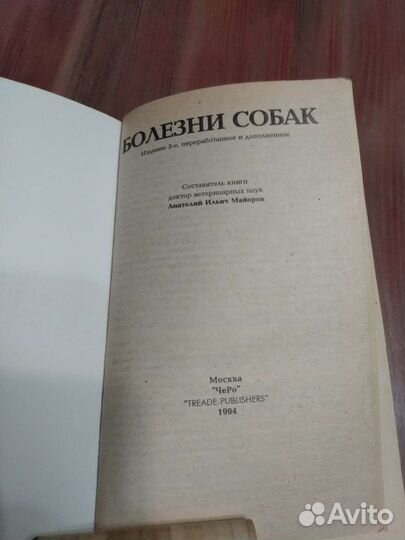 БОЛЕЗНИ СОБАК
Издание 3-е, переработанное и дополненное
Составитель книги
доктор ветеринарных наук
Анатолий Ильич Майоров
Москва
"ЧеРо"
"TREADE PUBLISHERS"
1994
Avito